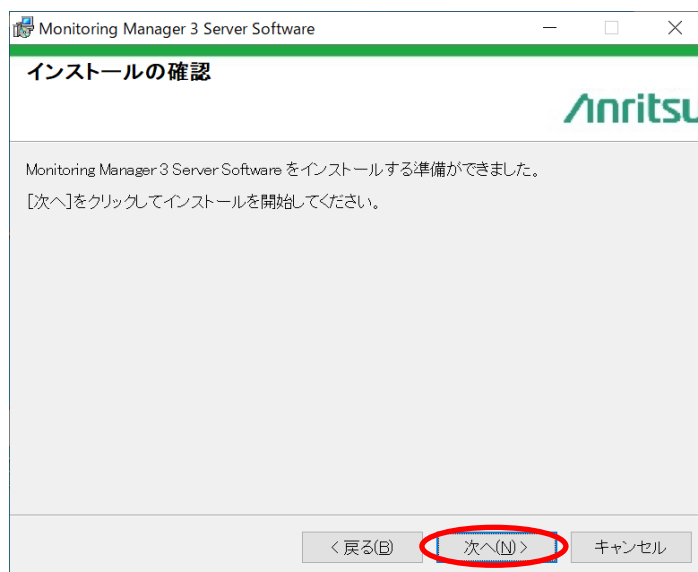 Monitoring Manager 3 Server Software
インストールの確認
Anritsu
Monitoring Manager 3 Server Software をインストールする準備ができました。
[次へ]をクリックしてインストールを開始してください。
< 戻る(B) 次へ(N) > キャンセル